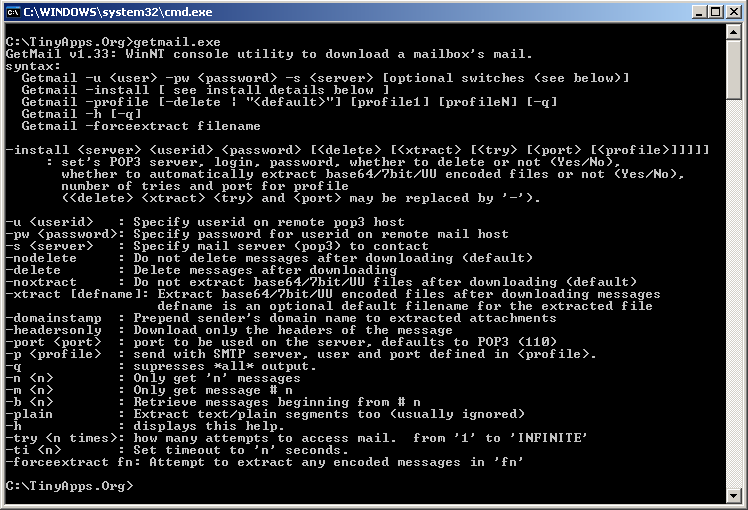 C:\WINDOWS\system32\cmd.exe
C:\TinyApps.Org>getmail.exe
GetMail v1.33: WinNT console utility to download a mailbox's mail.
syntax:
  Getmail -u <user> -pw <password> -s <server> [optional switches (see below)]
  Getmail -install [ see install details below ]
  Getmail -profile [-delete | "<default>"] [profile1] [profileN] [-q]
  Getmail -h [-q]
  Getmail -forceextract filename

-install <server> <userid> <password> [<delete> [<xtract> [<try> [<port> [<profile>]]]]]
     : set's POP3 server, login, password, whether to delete or not (Yes/No),
       whether to automatically extract base64/7bit/UU encoded files or not (Yes/No),
       number of tries and port for profile
       (<delete> <xtract> <try> and <port> may be replaced by '-').

-u <userid>   : Specify userid on remote pop3 host
-pw <password>: Specify password for userid on remote mail host
-s <server>   : Specify mail server (pop3) to contact
-nodelete     : Do not delete messages after downloading (default)
-delete       : Delete messages after downloading
-noxtract     : Do not extract base64/7bit/UU files after downloading (default)
-xtract [defname]: Extract base64/7bit/UU encoded files after downloading messages
                   defname is an optional default filename for the extracted file
-domainstamp  : Prepend sender's domain name to extracted attachments
-headersonly  : Download only the headers of the message
-port <port>  : port to be used on the server, defaults to POP3 (110)
-p <profile>  : send with SMTP server, user and port defined in <profile>.
-q            : supresses *all* output.
-n <n>        : Only get 'n' messages
-m <n>        : Only get message # n
-b <n>        : Retrieve messages beginning from # n
-plain        : Extract text/plain segments too (usually ignored)
-h            : displays this help.
-try <n times>: how many attempts to access mail.  from '1' to 'INFINITE'
-ti <n>       : Set timeout to 'n' seconds.
-forceextract fn: Attempt to extract any encoded messages in 'fn'

C:\TinyApps.Org>